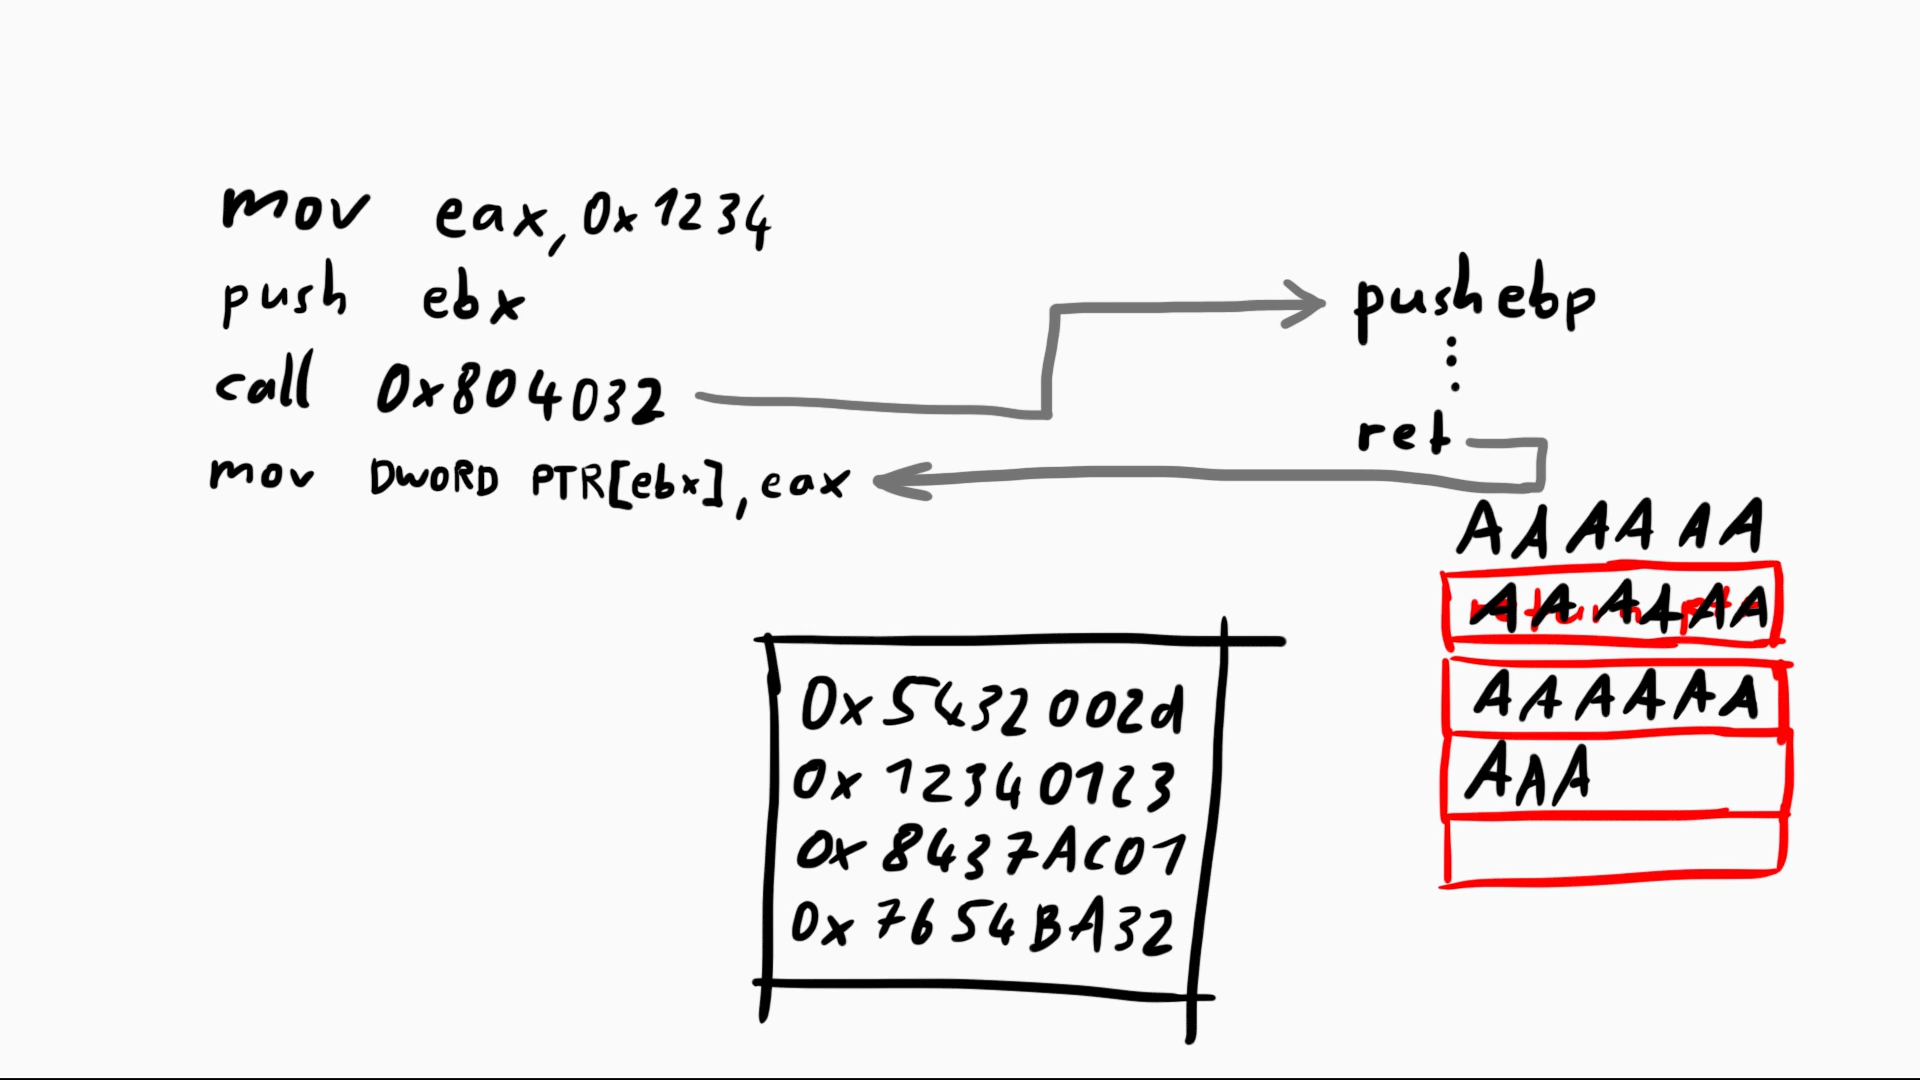 mov eax, 0x1234
push ebx
call 0x804032
mov DWORD PTR[ebx], eax
push ebp
ret
AAAAAA
AAAAAA
AAAAAA
AAA
0x5432002d
0x12340123
0x8437AC01
0x7654BA32